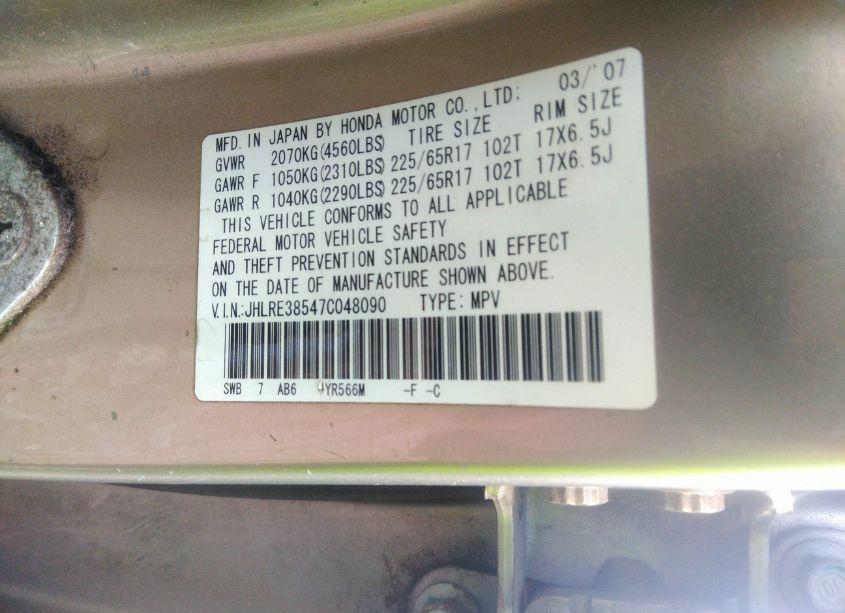 MFD. IN JAPAN BY HONDA MOTOR CO., LTD: 03/'07
GVWR 2070KG(4560LBS) TIRE SIZE RIM SIZE
GAWR F 1050KG(2310LBS) 225/65R17 102T 17X6.5J
GAWR R 1040KG(2290LBS) 225/65R17 102T 17X6.5J
THIS VEHICLE CONFORMS TO ALL APPLICABLE
FEDERAL MOTOR VEHICLE SAFETY
AND THEFT PREVENTION STANDARDS IN EFFECT
ON THE DATE OF MANUFACTURE SHOWN ABOVE.
V.I.N.:JHLRE38547C048090 TYPE: MPV
SWB 7 AB6 YR566M -F -C